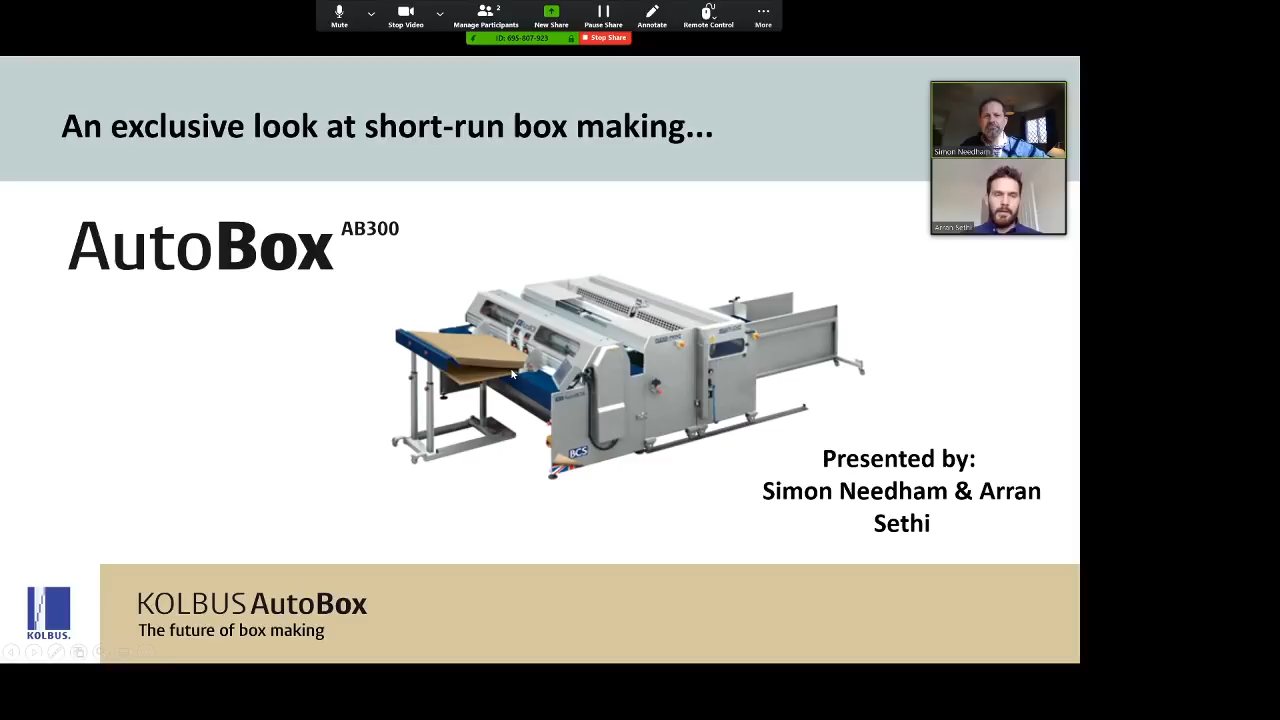 Mute
Stop Video
Manage Participants
2
New Share
Pause Share
Annotate
Remote Control
More
ID: 695-807-923
Stop Share
An exclusive look at short-run box making...
Simon Needham
Arran Sethi
AutoBox AB300
BCS
Presented by:
Simon Needham & Arran
Sethi
KOLBUS.
KOLBUS AutoBox
The future of box making